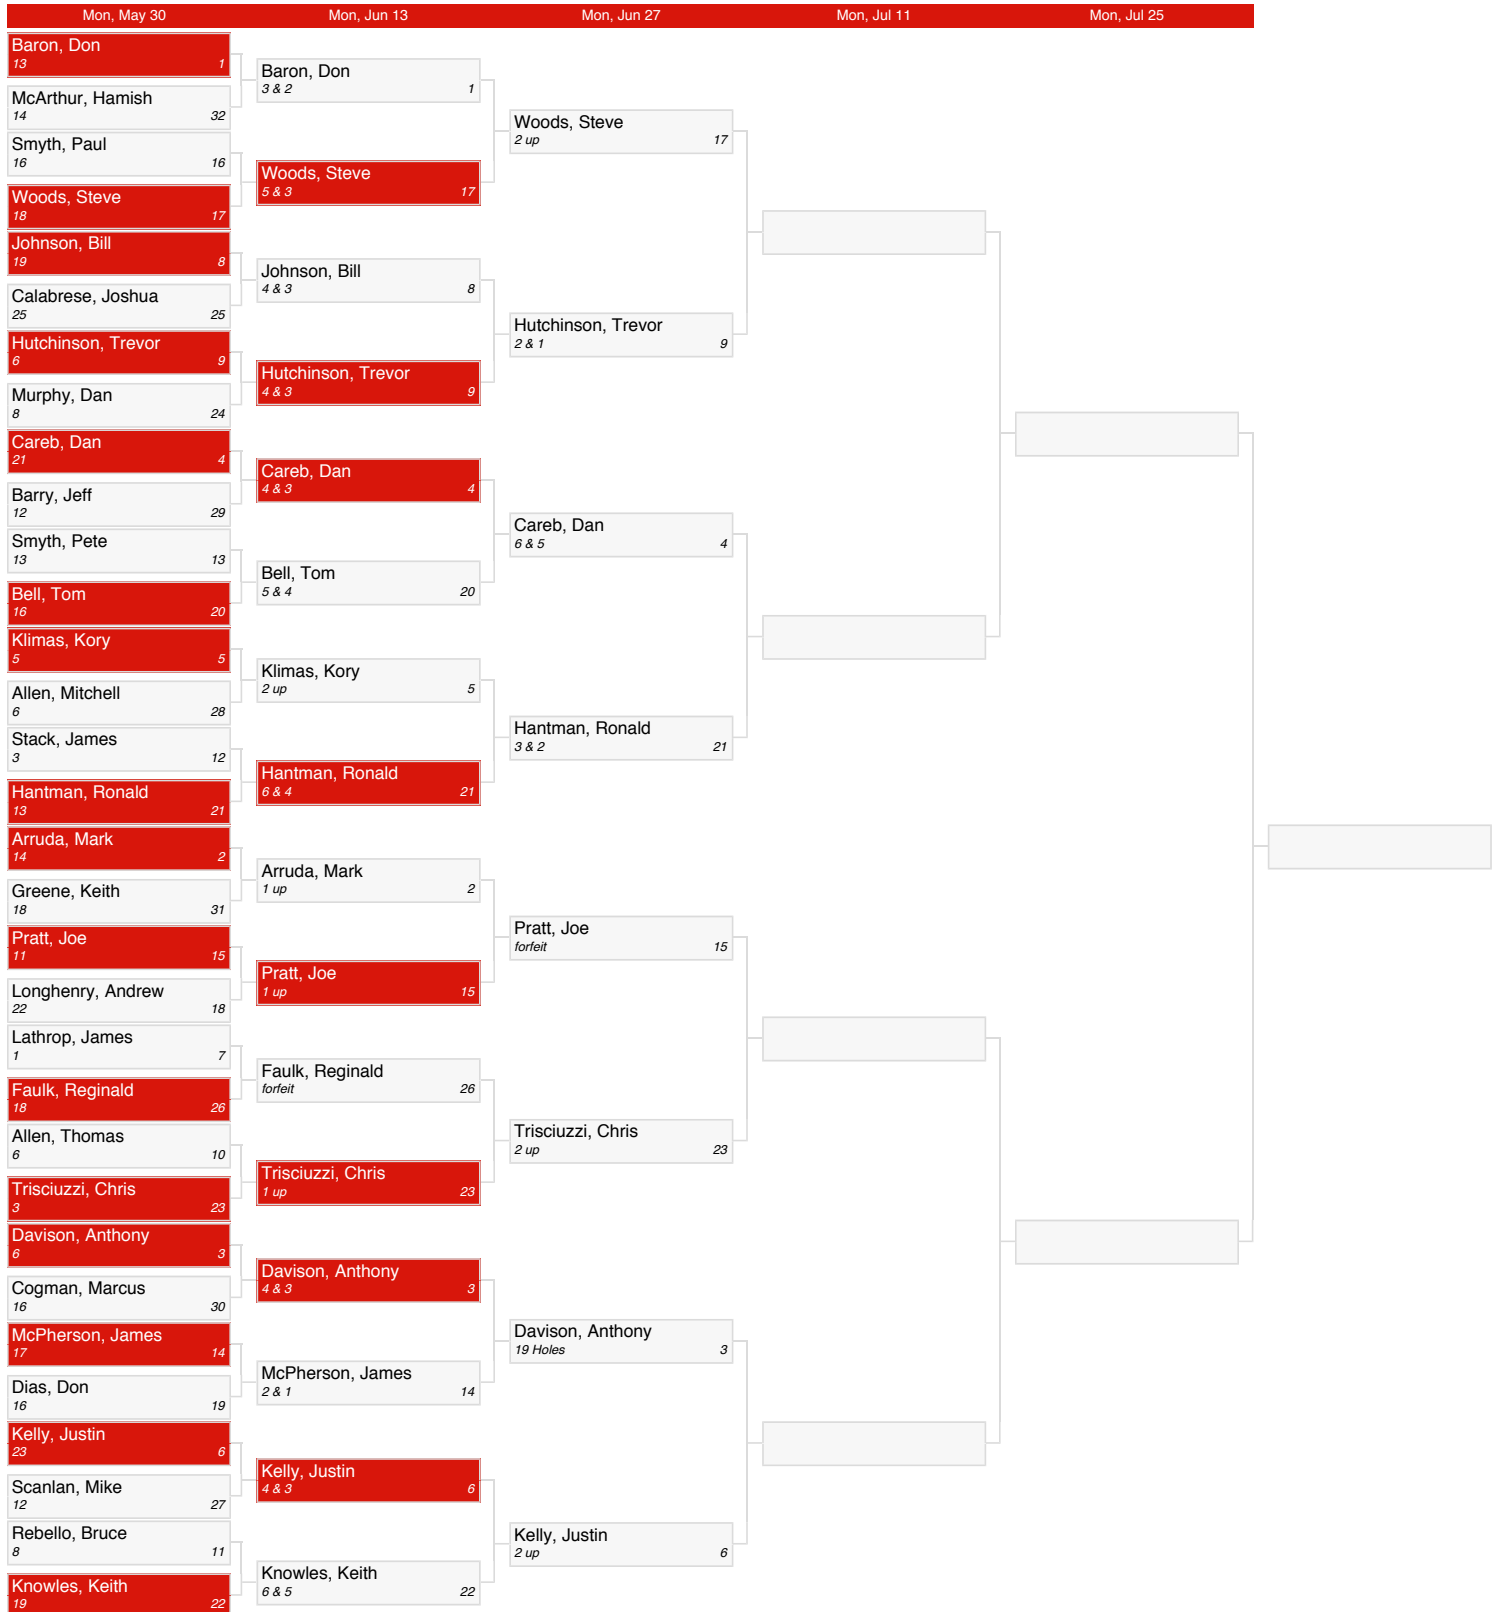 Mon, May 30
Mon, Jun 13
Mon, Jun 27
Mon, Jul 11
Mon, Jul 25
Baron, Don
13 1
McArthur, Hamish
14 32
Smyth, Paul
16 16
Woods, Steve
18 17
Johnson, Bill
19 8
Calabrese, Joshua
25 25
Hutchinson, Trevor
6 9
Murphy, Dan
8 24
Careb, Dan
21 4
Barry, Jeff
12 29
Smyth, Pete
13 13
Bell, Tom
16 20
Klimas, Kory
5 5
Allen, Mitchell
6 28
Stack, James
3 12
Hantman, Ronald
13 21
Arruda, Mark
14 2
Greene, Keith
18 31
Pratt, Joe
11 15
Longhenry, Andrew
22 18
Lathrop, James
1 7
Faulk, Reginald
18 26
Allen, Thomas
6 10
Trisciuzzi, Chris
3 23
Davison, Anthony
6 3
Cogman, Marcus
16 30
McPherson, James
17 14
Dias, Don
16 19
Kelly, Justin
23 6
Scanlan, Mike
12 27
Rebello, Bruce
8 11
Knowles, Keith
19 22
Baron, Don
3 & 2 1
Woods, Steve
5 & 3 17
Johnson, Bill
4 & 3 8
Hutchinson, Trevor
4 & 3 9
Careb, Dan
4 & 3 4
Bell, Tom
5 & 4 20
Klimas, Kory
2 up 5
Hantman, Ronald
6 & 4 21
Arruda, Mark
1 up 2
Pratt, Joe
1 up 15
Faulk, Reginald
forfeit 26
Trisciuzzi, Chris
1 up 23
Davison, Anthony
4 & 3 3
McPherson, James
2 & 1 14
Kelly, Justin
4 & 3 6
Knowles, Keith
6 & 5 22
Woods, Steve
2 up 17
Hutchinson, Trevor
2 & 1 9
Careb, Dan
6 & 5 4
Hantman, Ronald
3 & 2 21
Pratt, Joe
forfeit 15
Trisciuzzi, Chris
2 up 23
Davison, Anthony
19 Holes 3
Kelly, Justin
2 up 6